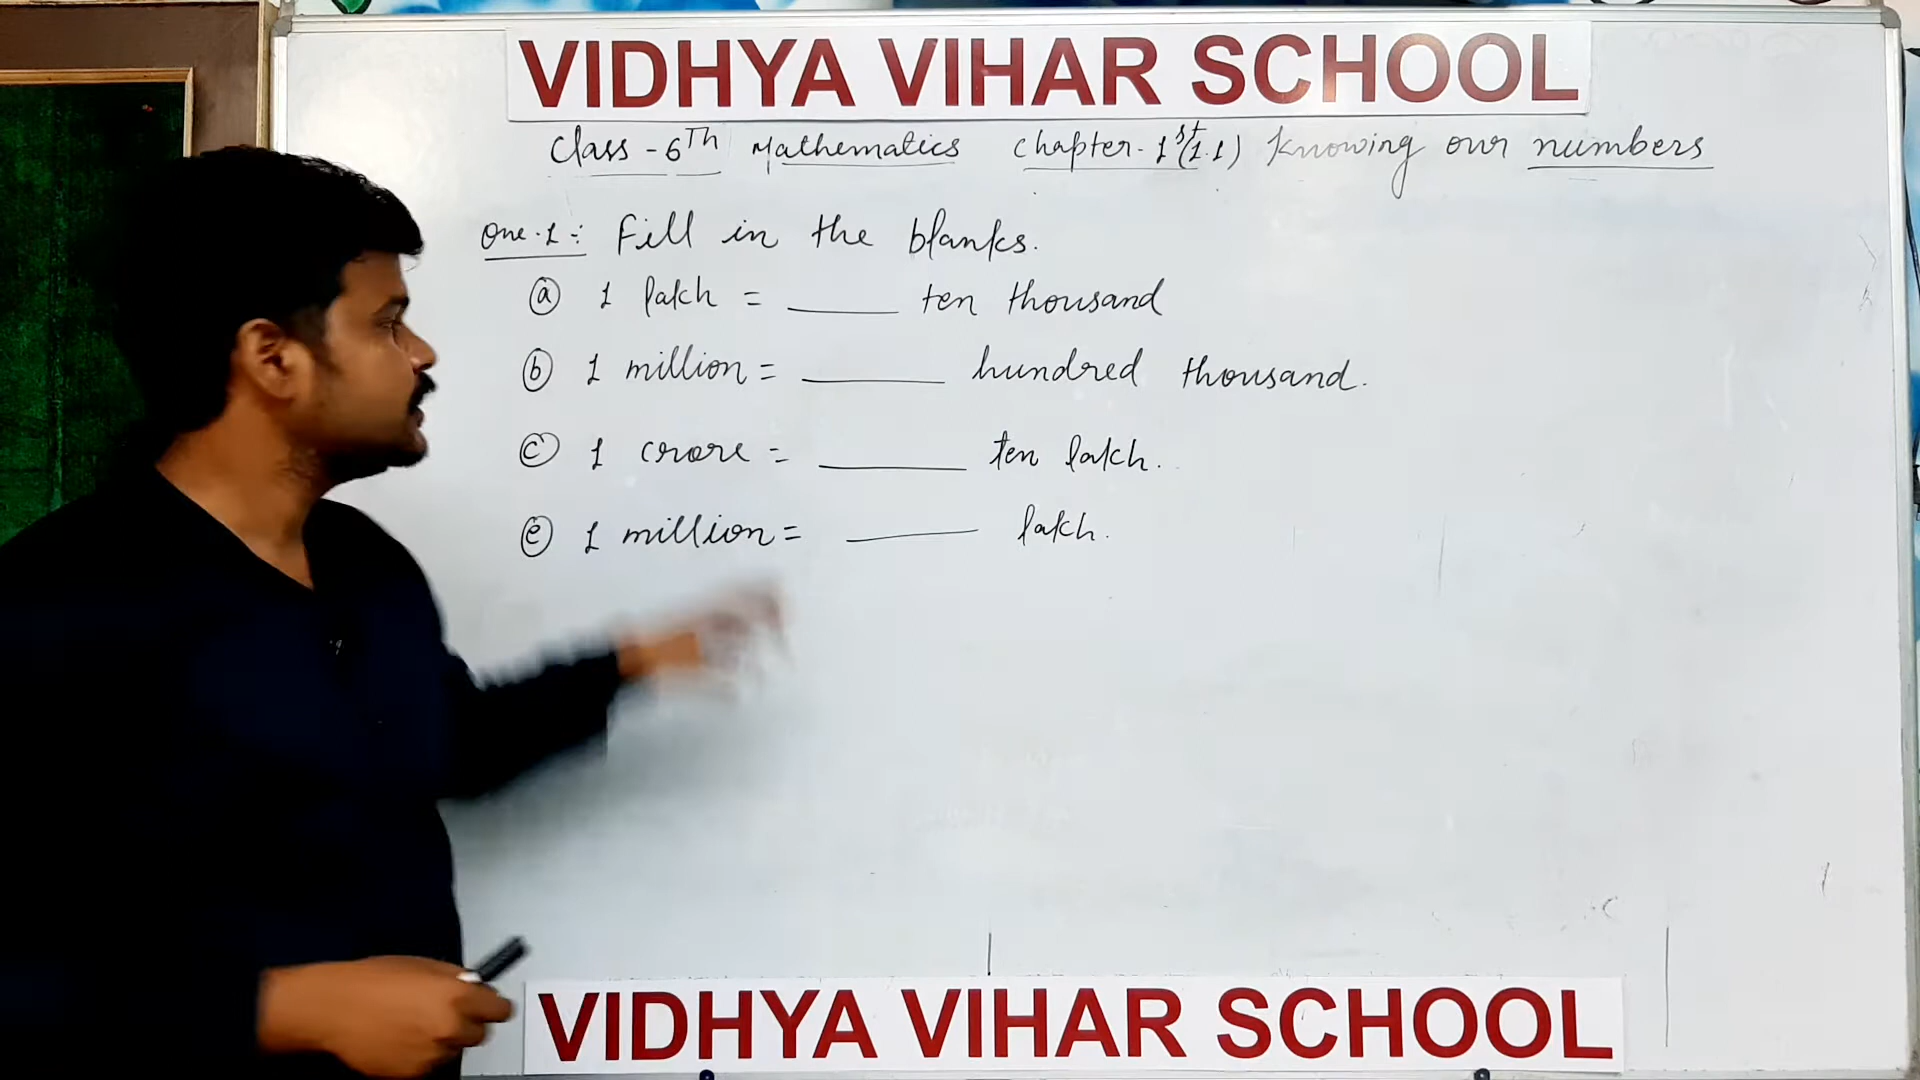 VIDHYA VIHAR SCHOOL
Class - 6Th Mathematics Chapter - 1st (1.1) Knowing our numbers
Que. 1 :- Fill in the blanks.
(a) 1 lakh = ______ ten thousand
(b) 1 million = ______ hundred thousand.
(c) 1 crore = ______ ten lakh.
(e) 1 million = ______ lakh.
VIDHYA VIHAR SCHOOL